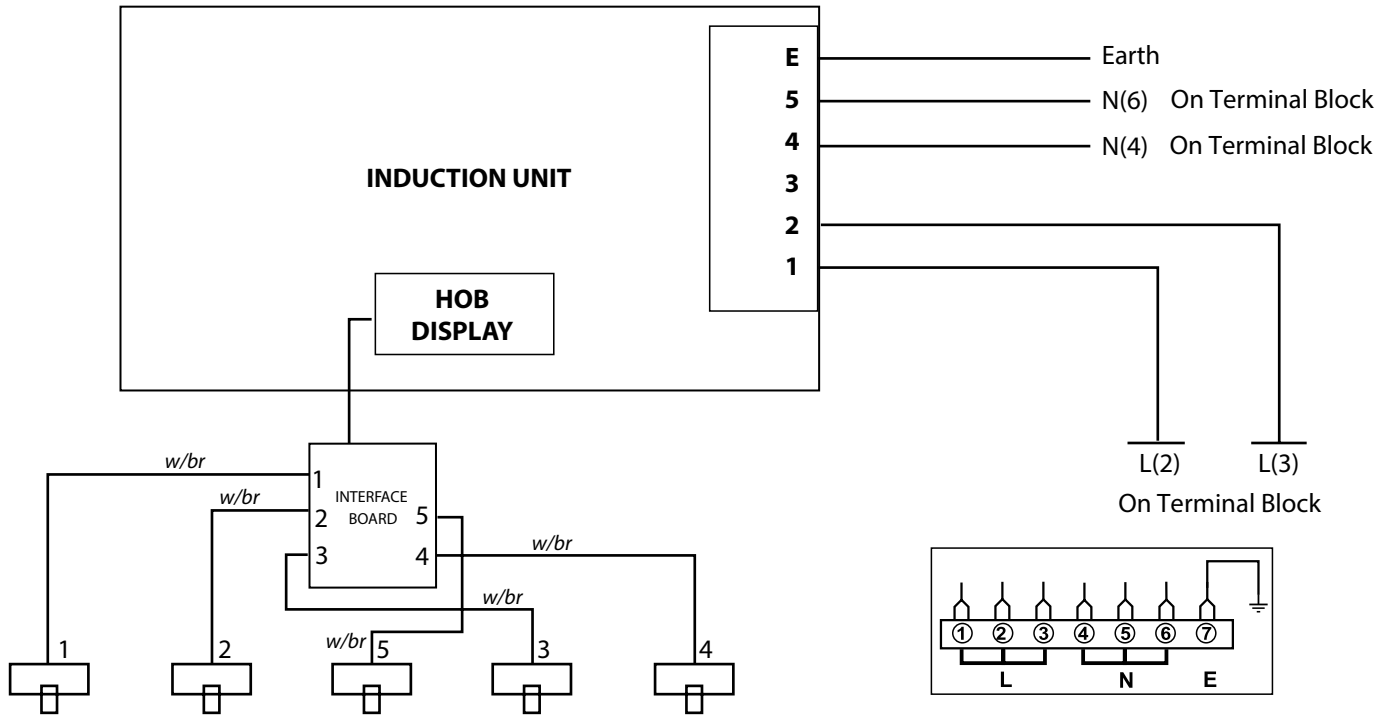 E Earth
5 N(6) On Terminal Block
4 N(4) On Terminal Block
INDUCTION UNIT
3
2
1
HOB
DISPLAY
L(2) L(3)
On Terminal Block
w/br
1
w/br
INTERFACE
2 BOARD 5
3 4
w/br
w/br
w/br
1 2 5 3 4
1 2 3 4 5 6 7
L N E